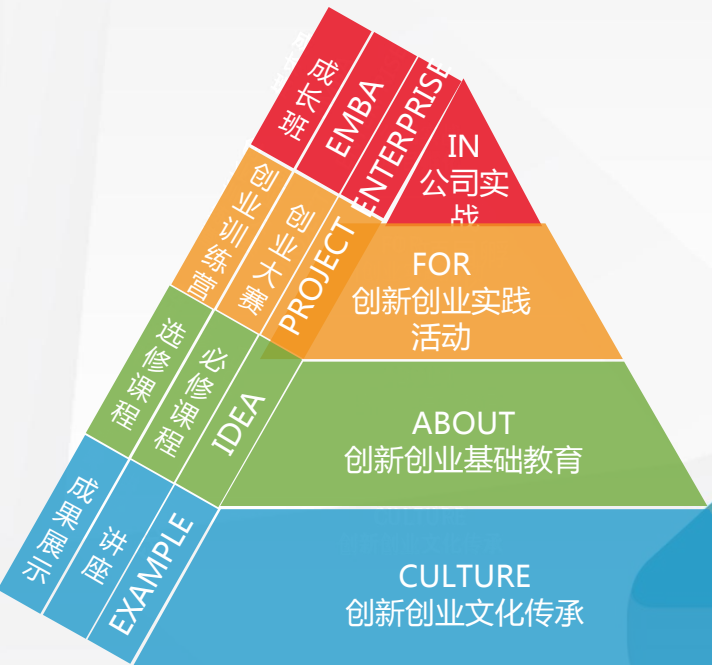 成长班
EMBA
ENTERPRISE
IN
公司实
战
创业训练营
创业大赛
PROJECT
FOR
创新创业实践
活动
选修课程
必修课程
IDEA
ABOUT
创新创业基础教育
成果展示
讲座
EXAMPLE
CULTURE
创新创业文化传承